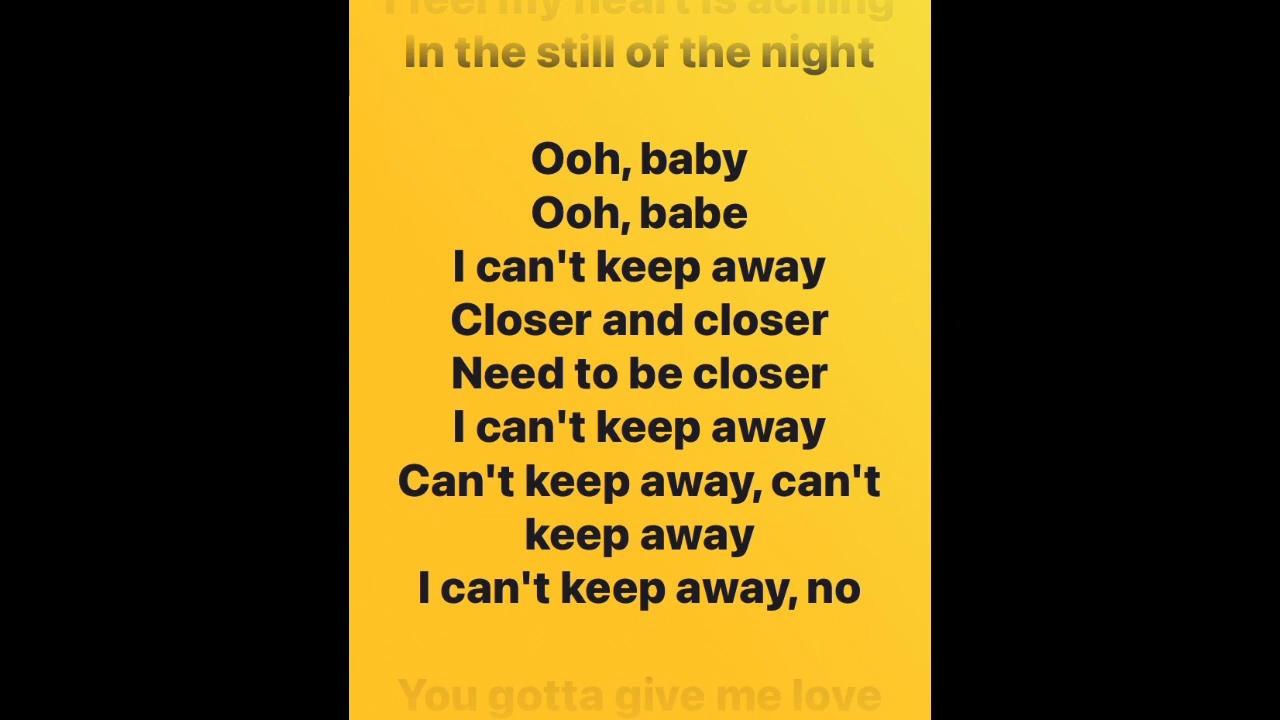 I feel my heart is aching
In the still of the night
Ooh, baby
Ooh, babe
I can't keep away
Closer and closer
Need to be closer
I can't keep away
Can't keep away, can't
keep away
I can't keep away, no
You gotta give me love